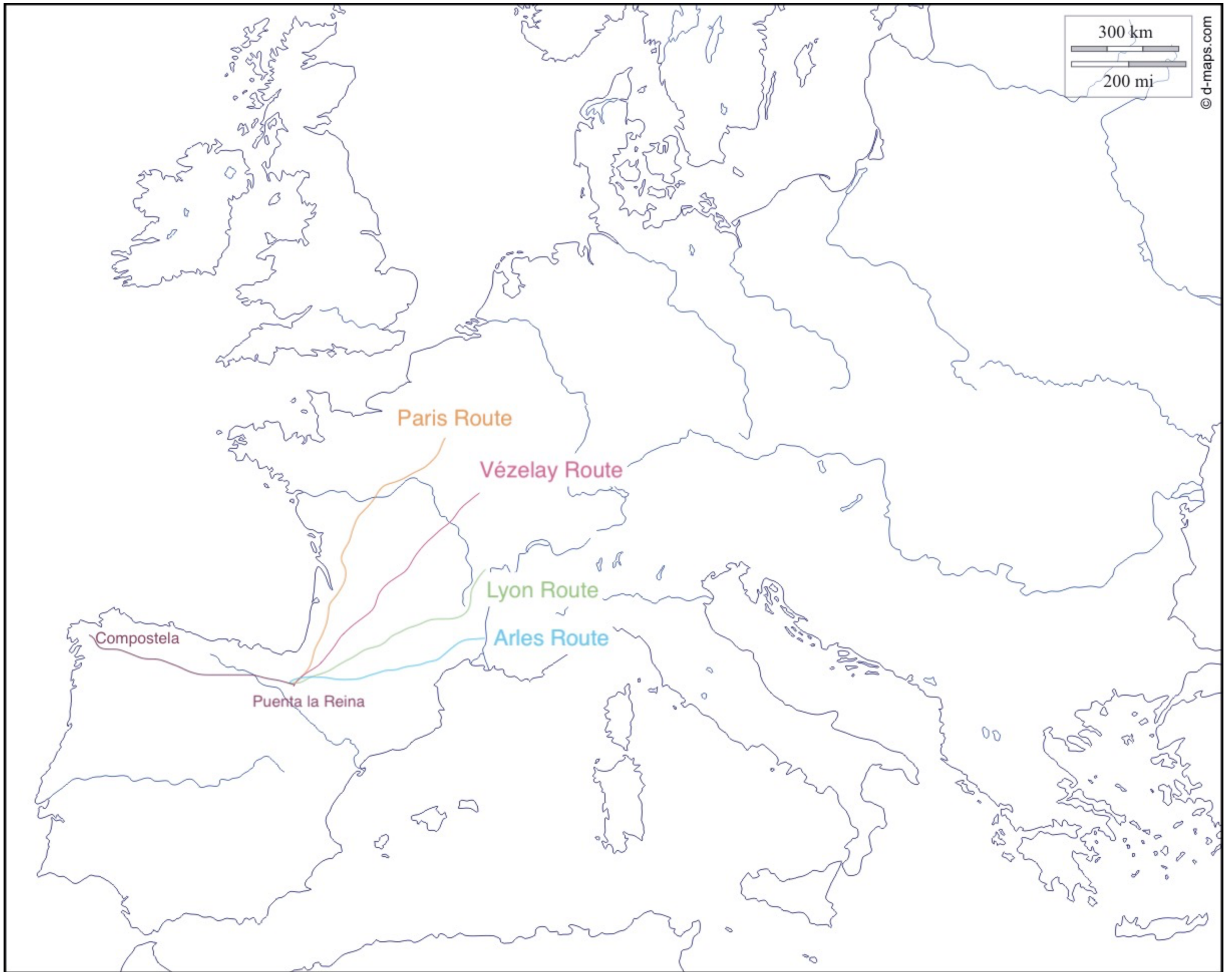 300 km
200 mi
© d-maps.com
Paris Route
Vézelay Route
Lyon Route
Arles Route
Compostela
Puenta la Reina